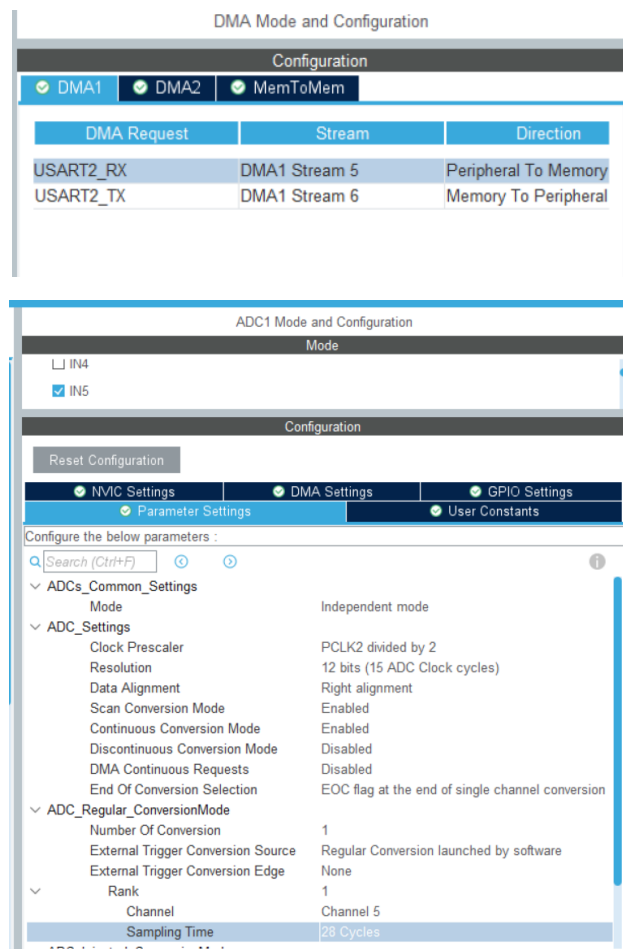 DMA Mode and Configuration
Configuration
DMA1 DMA2 MemToMem
DMA Request Stream Direction
USART2_RX DMA1 Stream 5 Peripheral To Memory
USART2_TX DMA1 Stream 6 Memory To Peripheral
ADC1 Mode and Configuration
Mode
IN4
IN5
Configuration
Reset Configuration
NVIC Settings DMA Settings GPIO Settings
Parameter Settings User Constants
Configure the below parameters :
Search (Ctrl+F)
ADCs_Common_Settings
Mode Independent mode
ADC_Settings
Clock Prescaler PCLK2 divided by 2
Resolution 12 bits (15 ADC Clock cycles)
Data Alignment Right alignment
Scan Conversion Mode Enabled
Continuous Conversion Mode Enabled
Discontinuous Conversion Mode Disabled
DMA Continuous Requests Disabled
End Of Conversion Selection EOC flag at the end of single channel conversion
ADC_Regular_ConversionMode
Number Of Conversion 1
External Trigger Conversion Source Regular Conversion launched by software
External Trigger Conversion Edge None
Rank 1
Channel Channel 5
Sampling Time 28 Cycles